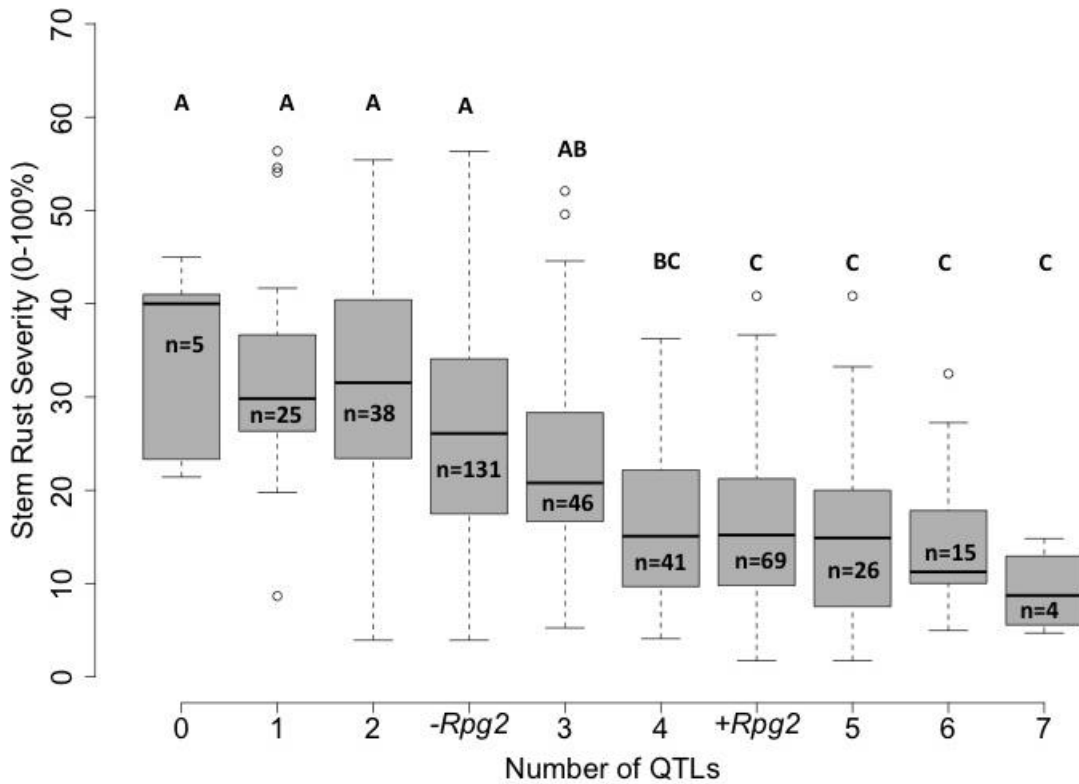 Stem Rust Severity (0-100%)
70
60
50
40
30
20
10
0
A A A A AB BC C C C C
n=5 n=25 n=38 n=131 n=46 n=41 n=69 n=26 n=15 n=4
0 1 2 -Rpg2 3 4 +Rpg2 5 6 7
Number of QTLs